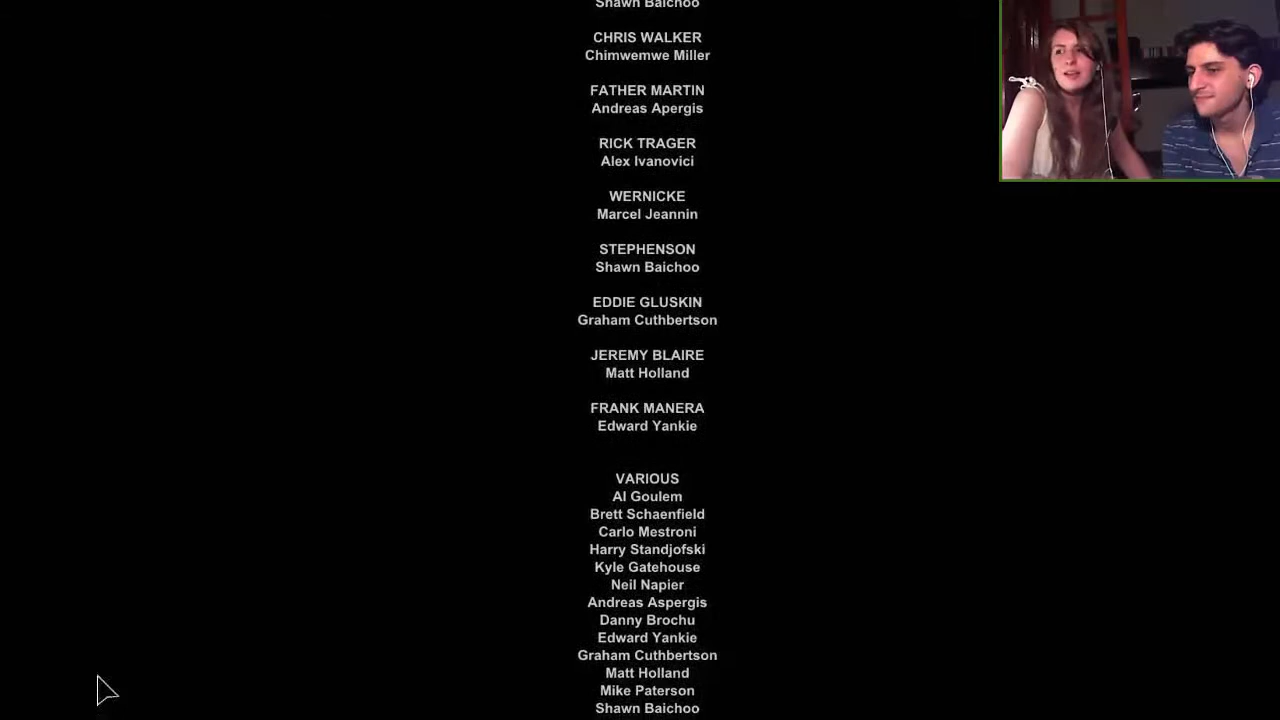 Shawn Baichoo
CHRIS WALKER
Chimwemwe Miller
FATHER MARTIN
Andreas Apergis
RICK TRAGER
Alex Ivanovici
WERNICKE
Marcel Jeannin
STEPHENSON
Shawn Baichoo
EDDIE GLUSKIN
Graham Cuthbertson
JEREMY BLAIRE
Matt Holland
FRANK MANERA
Edward Yankie
VARIOUS
Al Goulem
Brett Schaenfield
Carlo Mestroni
Harry Standjofski
Kyle Gatehouse
Neil Napier
Andreas Aspergis
Danny Brochu
Edward Yankie
Graham Cuthbertson
Matt Holland
Mike Paterson
Shawn Baichoo